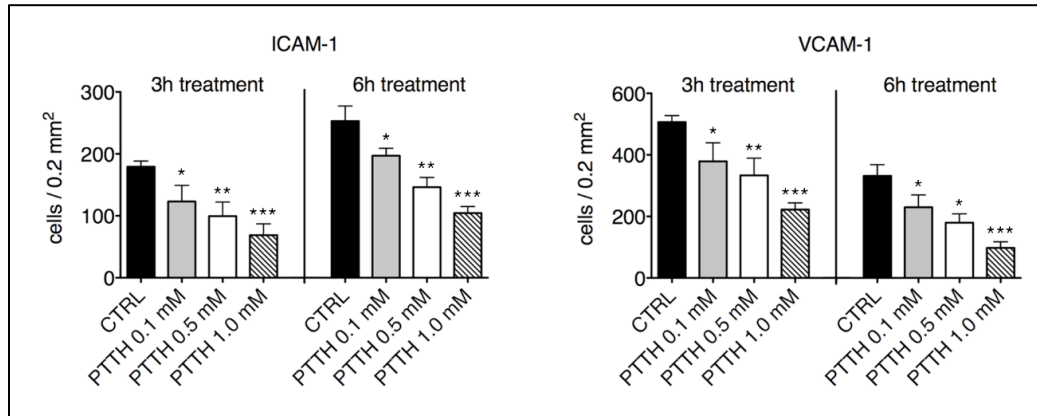 ICAM-1
3h treatment
6h treatment
300
200
100
0
cells / 0.2 mm²
*
**
***
*
**
***
CTRL
PTTH 0.1 mM
PTTH 0.5 mM
PTTH 1.0 mM
CTRL
PTTH 0.1 mM
PTTH 0.5 mM
PTTH 1.0 mM
VCAM-1
3h treatment
6h treatment
600
400
200
0
cells / 0.2 mm²
*
**
***
*
*
***
CTRL
PTTH 0.1 mM
PTTH 0.5 mM
PTTH 1.0 mM
CTRL
PTTH 0.1 mM
PTTH 0.5 mM
PTTH 1.0 mM